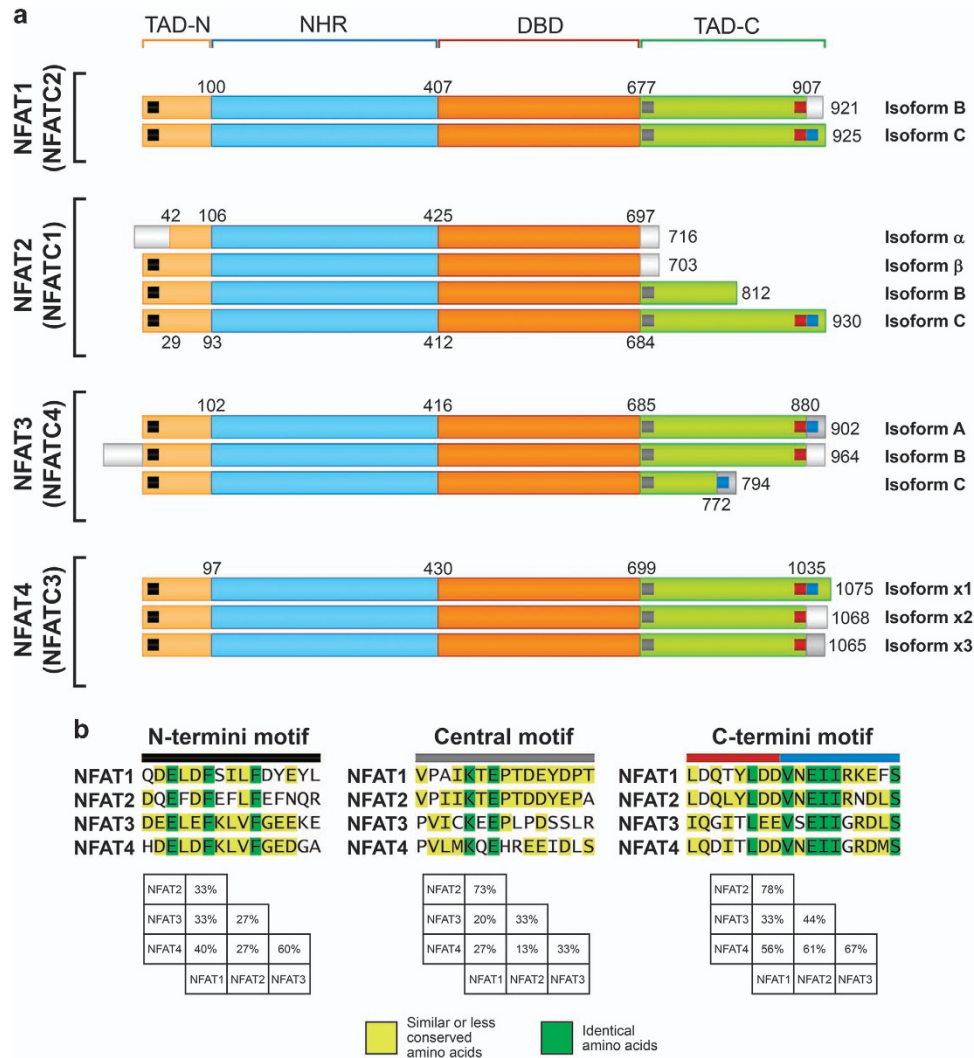 a
TAD-N NHR DBD TAD-C
NFAT1
(NFATC2)
100 407 677 907
921 Isoform B
925 Isoform C
NFAT2
(NFATC1)
42 106 425 697
716 Isoform α
703 Isoform β
812 Isoform B
930 Isoform C
29 93 412 684
NFAT3
(NFATC4)
102 416 685 880
902 Isoform A
964 Isoform B
794 Isoform C
772
NFAT4
(NFATC3)
97 430 699 1035
1075 Isoform x1
1068 Isoform x2
1065 Isoform x3
b
N-termini motif
NFAT1 QDELDFSILFDYEYL
NFAT2 DQEFDFEFLFEFNQR
NFAT3 DEELEFKLVFGEEKE
NFAT4 HDELDFKLVFGEDGA
NFAT2 33%
NFAT3 33% 27%
NFAT4 40% 27% 60%
NFAT1 NFAT2 NFAT3
Central motif
NFAT1 VPAIKTEPTDEYDPT
NFAT2 VPIIKTEPTDDYEPA
NFAT3 PVICKEEPLPDSSLR
NFAT4 PVLMKQEHREEIDLS
NFAT2 73%
NFAT3 20% 33%
NFAT4 27% 13% 33%
NFAT1 NFAT2 NFAT3
C-termini motif
NFAT1 LDQTYLDDVNEIIRKEFS
NFAT2 LDQLYLDDVNEIIRNDLS
NFAT3 IQGITLEEVSEIIGRDLS
NFAT4 LQDITLDDVNEIIGRDMS
NFAT2 78%
NFAT3 33% 44%
NFAT4 56% 61% 67%
NFAT1 NFAT2 NFAT3
Similar or less
conserved
amino acids
Identical
amino acids